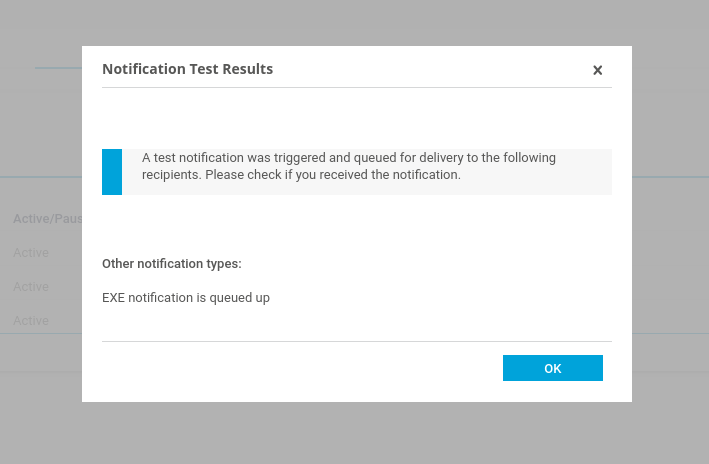 Notification Test Results
A test notification was triggered and queued for delivery to the following
recipients. Please check if you received the notification.
Active/Paus
Active
Active
Active
Other notification types:
EXE notification is queued up
OK